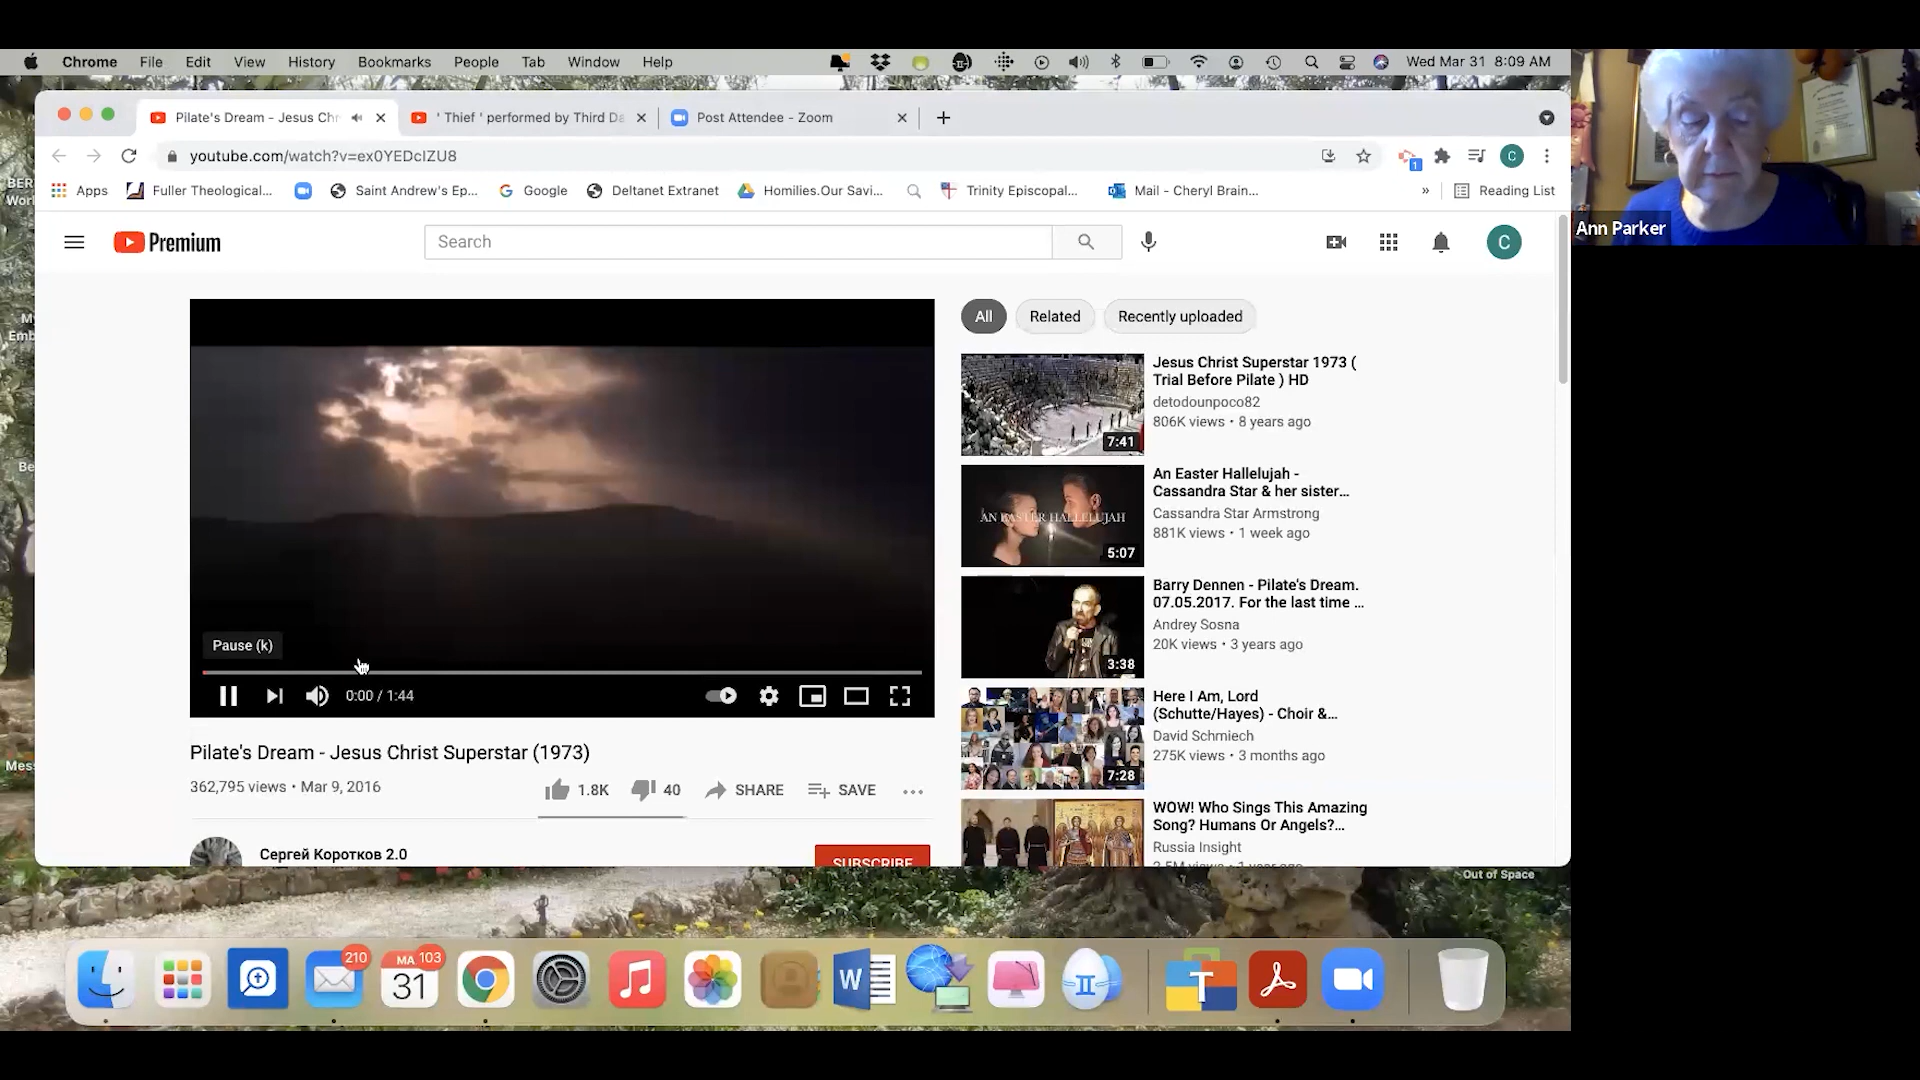 Chrome File Edit View History Bookmarks People Tab Window Help Wed Mar 31 8:09 AM
Pilate's Dream - Jesus Chr
' Thief ' performed by Third Da
Post Attendee - Zoom
youtube.com/watch?v=ex0YEDcIZU8
1
C
Apps Fuller Theological... Saint Andrew's Ep... Google Deltanet Extranet Homilies.Our Savi... Trinity Episcopal... Mail - Cheryl Brain... » Reading List
Premium
Search
C
Ann Parker
Pause (k)
0:00 / 1:44
Pilate's Dream - Jesus Christ Superstar (1973)
362,795 views • Mar 9, 2016
1.8K 40 SHARE SAVE
Сергей Коротков 2.0
SUBSCRIBE
All Related Recently uploaded
Jesus Christ Superstar 1973 (
Trial Before Pilate ) HD
detodounpoco82
806K views • 8 years ago
7:41
An Easter Hallelujah -
Cassandra Star & her sister...
Cassandra Star Armstrong
881K views • 1 week ago
AN EASTER HALLELUJAH
5:07
Barry Dennen - Pilate's Dream.
07.05.2017. For the last time ...
Andrey Sosna
20K views • 3 years ago
3:38
Here I Am, Lord
(Schutte/Hayes) - Choir &...
David Schmiech
275K views • 3 months ago
7:28
WOW! Who Sings This Amazing
Song? Humans Or Angels?...
Russia Insight
Out of Space
210
MA 103
31
W
T